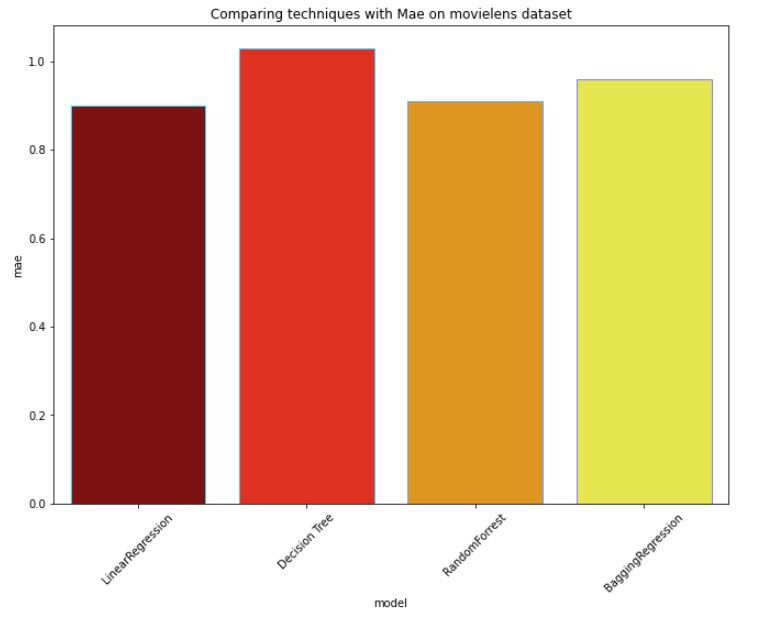 Comparing techniques with Mae on movielens dataset
1.0
0.8
0.6
0.4
0.2
0.0
mae
LinearRegression
Decision Tree
RandomForrest
BaggingRegression
model